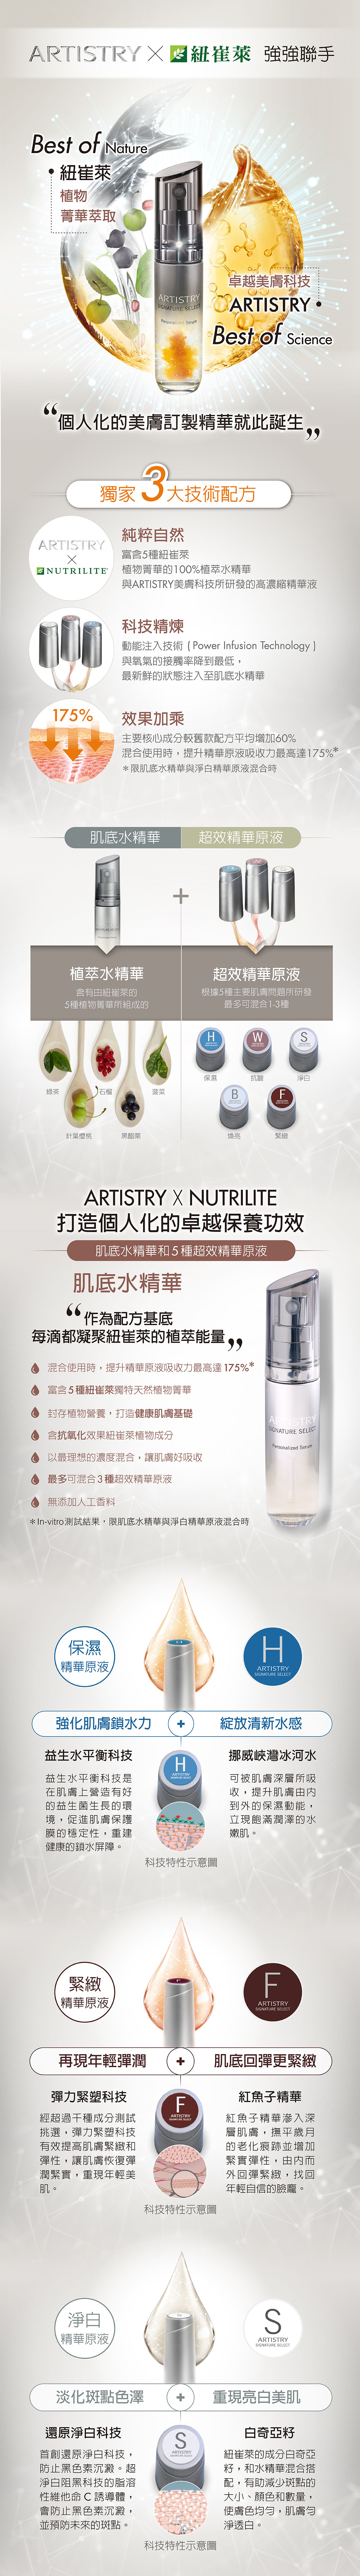 ARTISTRY × 紐崔萊 強強聯手
Best of Nature
紐崔萊
植物
菁華萃取
卓越美膚科技
ARTISTRY
Best of Science
ARTISTRY
SIGNATURE SELECT
Personalized Serum
“個人化的美膚訂製精華就此誕生”
獨家3大技術配方
ARTISTRY
×
NUTRILITE
純粹自然
富含5種紐崔萊
植物菁華的100%植萃水精華
與ARTISTRY美膚科技所研發的高濃縮精華液
科技精煉
動能注入技術 ( Power Infusion Technology )
與氧氣的接觸率降到最低，
最新鮮的狀態注入至肌底水精華
175%
效果加乘
主要核心成分較舊款配方平均增加60%
混合使用時，提升精華原液吸收力最高達175%*
＊限肌底水精華與淨白精華原液混合時
肌底水精華
超效精華原液
+
植萃水精華
含有由紐崔萊的
5種植物菁華所組成的
超效精華原液
根據5種主要肌膚問題所研發
最多可混合1-3種
綠茶
石榴
菠菜
針葉櫻桃
黑醋栗
H
W
S
保濕
抗皺
淨白
B
F
煥亮
緊緻
ARTISTRY X NUTRILITE
打造個人化的卓越保養功效
肌底水精華和5種超效精華原液
肌底水精華
“作為配方基底
每滴都凝聚紐崔萊的植萃能量”
混合使用時，提升精華原液吸收力最高達175%*
富含5種紐崔萊獨特天然植物菁華
封存植物營養，打造健康肌膚基礎
含抗氧化效果紐崔萊植物成分
以最理想的濃度混合，讓肌膚好吸收
最多可混合3種超效精華原液
無添加人工香料
＊In-vitro測試結果，限肌底水精華與淨白精華原液混合時
ARTISTRY
SIGNATURE SELECT
Personalized Serum
保濕
精華原液
H
ARTISTRY
SIGNATURE SELECT
強化肌膚鎖水力
+
綻放清新水感
益生水平衡科技
益生水平衡科技是
在肌膚上營造有好
的益生菌生長的環
境，促進肌膚保護
膜的穩定性，重建
健康的鎖水屏障。
H
ARTISTRY
科技特性示意圖
挪威峽灣冰河水
可被肌膚深層所吸
收，提升肌膚由內
到外的保濕動能，
立現飽滿潤澤的水
嫩肌。
緊緻
精華原液
F
ARTISTRY
SIGNATURE SELECT
再現年輕彈潤
+
肌底回彈更緊緻
彈力緊塑科技
經超過千種成分測試
挑選，彈力緊塑科技
有效提高肌膚緊緻和
彈性，讓肌膚恢復彈
潤緊實，重現年輕美
肌。
F
ARTISTRY
科技特性示意圖
紅魚子精華
紅魚子精華滲入深
層肌膚，撫平歲月
的老化痕跡並增加
緊實彈性，由內而
外回彈緊緻，找回
年輕自信的臉龐。
淨白
精華原液
S
ARTISTRY
SIGNATURE SELECT
淡化斑點色澤
+
重現亮白美肌
還原淨白科技
首創還原淨白科技，
防止黑色素沉澱。超
淨白阻黑科技的脂溶
性維他命C誘導體，
會防止黑色素沉澱，
並預防未來的斑點。
S
ARTISTRY
科技特性示意圖
白奇亞籽
紐崔萊的成分白奇亞
籽，和水精華混合搭
配，有助減少斑點的
大小、顏色和數量，
使膚色均勻，肌膚勻
淨透白。